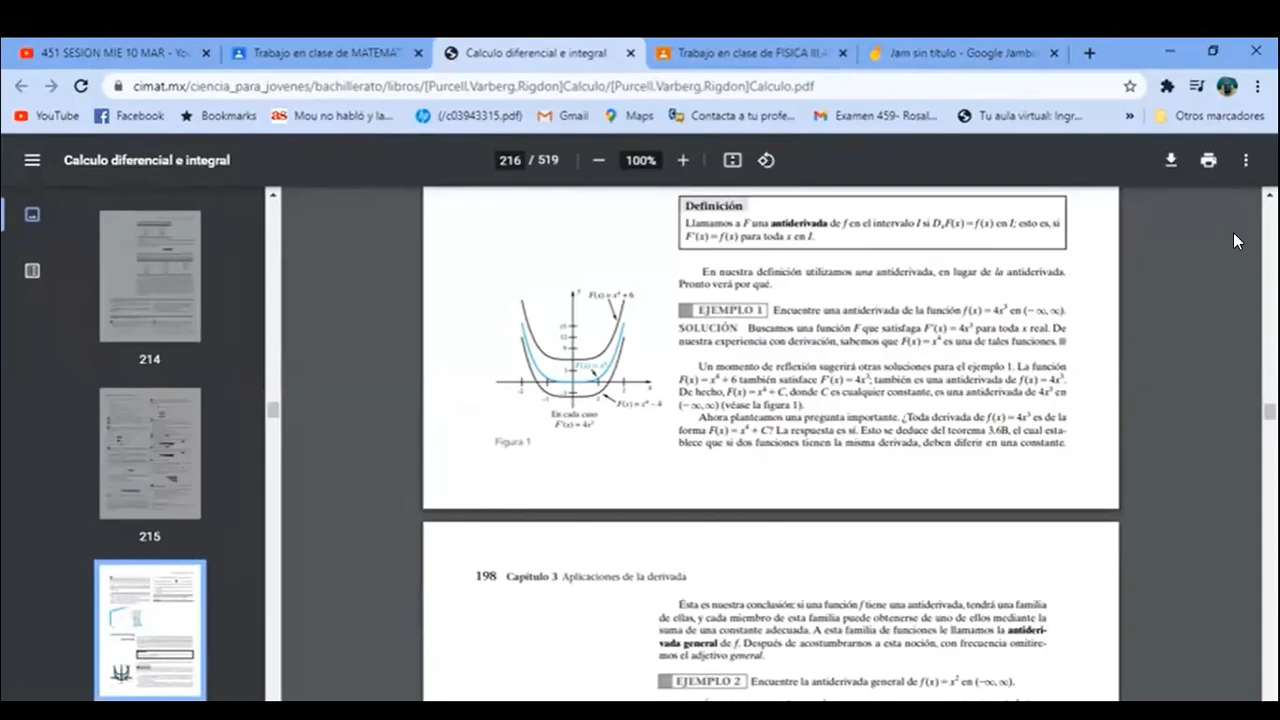 451 SESION MIE 10 MAR - Yo
Trabajo en clase de MATEMAT
Calculo diferencial e integral
Trabajo en clase de FISICA III,
Jam sin título - Google Jambo
cimat.mx/ciencia_para_jovenes/bachillerato/libros/[Purcell.Varberg,Rigdon]Calculo/[Purcell.Varberg,Rigdon]Calculo.pdf
YouTube
Facebook
Bookmarks
Mou no habló y la...
(/c03943315.pdf)
Gmail
Maps
Contacta a tu profe...
Examen 459- Rosal...
Tu aula virtual: Ingr...
»
Otros marcadores
Calculo diferencial e integral
216 / 519
100%
214
215
Definición
Llamamos a F una antiderivada de f en el intervalo I si DₓF(x) = f(x) en I; esto es, si
F'(x) = f(x) para toda x en I.
En nuestra definición utilizamos una antiderivada, en lugar de la antiderivada.
Pronto verá por qué.
EJEMPLO 1 Encuentre una antiderivada de la función f(x) = 4x³ en (−∞, ∞).
SOLUCIÓN Buscamos una función F que satisfaga F'(x) = 4x³ para toda x real. De
nuestra experiencia con derivación, sabemos que F(x) = x⁴ es una de tales funciones.
Un momento de reflexión sugerirá otras soluciones para el ejemplo 1. La función
F(x) = x⁴ + 6 también satisface F'(x) = 4x³; también es una antiderivada de f(x) = 4x³.
De hecho, F(x) = x⁴ + C, donde C es cualquier constante, es una antiderivada de 4x³ en
(−∞, ∞) (véase la figura 1).
Ahora planteamos una pregunta importante. ¿Toda derivada de f(x) = 4x³ es de la
forma F(x) = x⁴ + C? La respuesta es sí. Esto se deduce del teorema 3.6B, el cual esta-
blece que si dos funciones tienen la misma derivada, deben diferir en una constante.
F(x) = x⁴ + 6
y
F(x) = x⁴
x
F(x) = x⁴ − 4
En cada caso
F'(x) = 4x³
Figura 1
198 Capítulo 3 Aplicaciones de la derivada
Ésta es nuestra conclusión: si una función f tiene una antiderivada, tendrá una familia
de ellas, y cada miembro de esta familia puede obtenerse de uno de ellos mediante la
suma de una constante adecuada. A esta familia de funciones le llamamos la antideri-
vada general de f. Después de acostumbrarnos a esta noción, con frecuencia omitire-
mos el adjetivo general.
EJEMPLO 2 Encuentre la antiderivada general de f(x) = x² en (−∞, ∞).